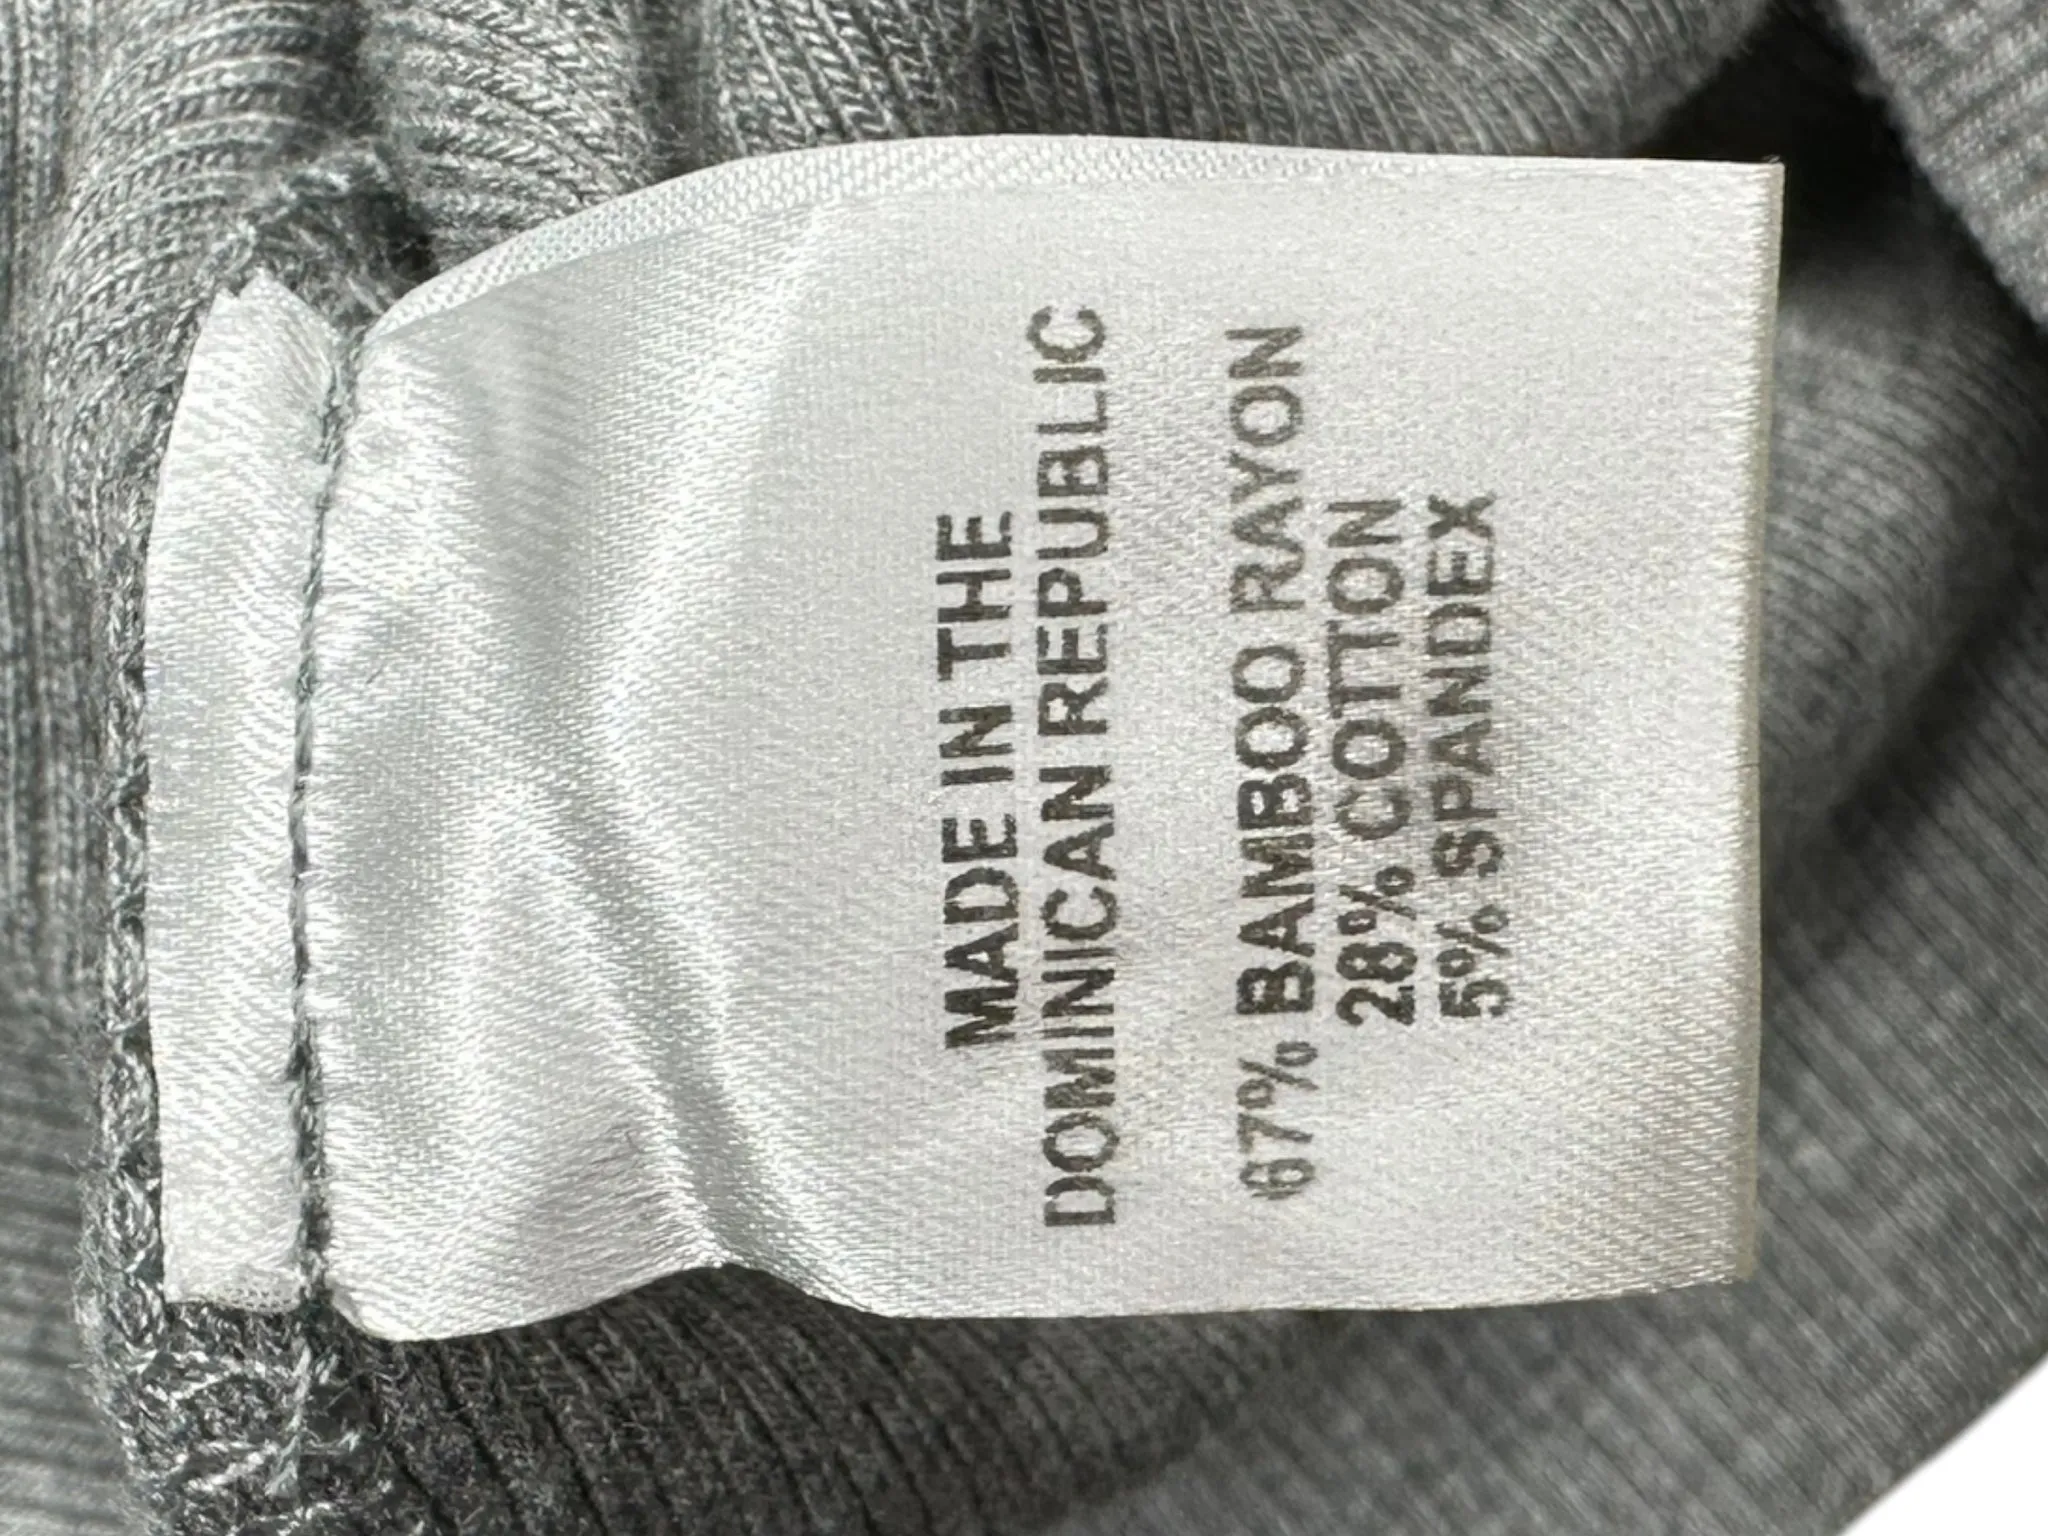 MADE IN THE
DOMINICAN REPUBLIC
67% BAMBOO RAYON
28% COTTON
5% SPANDEX